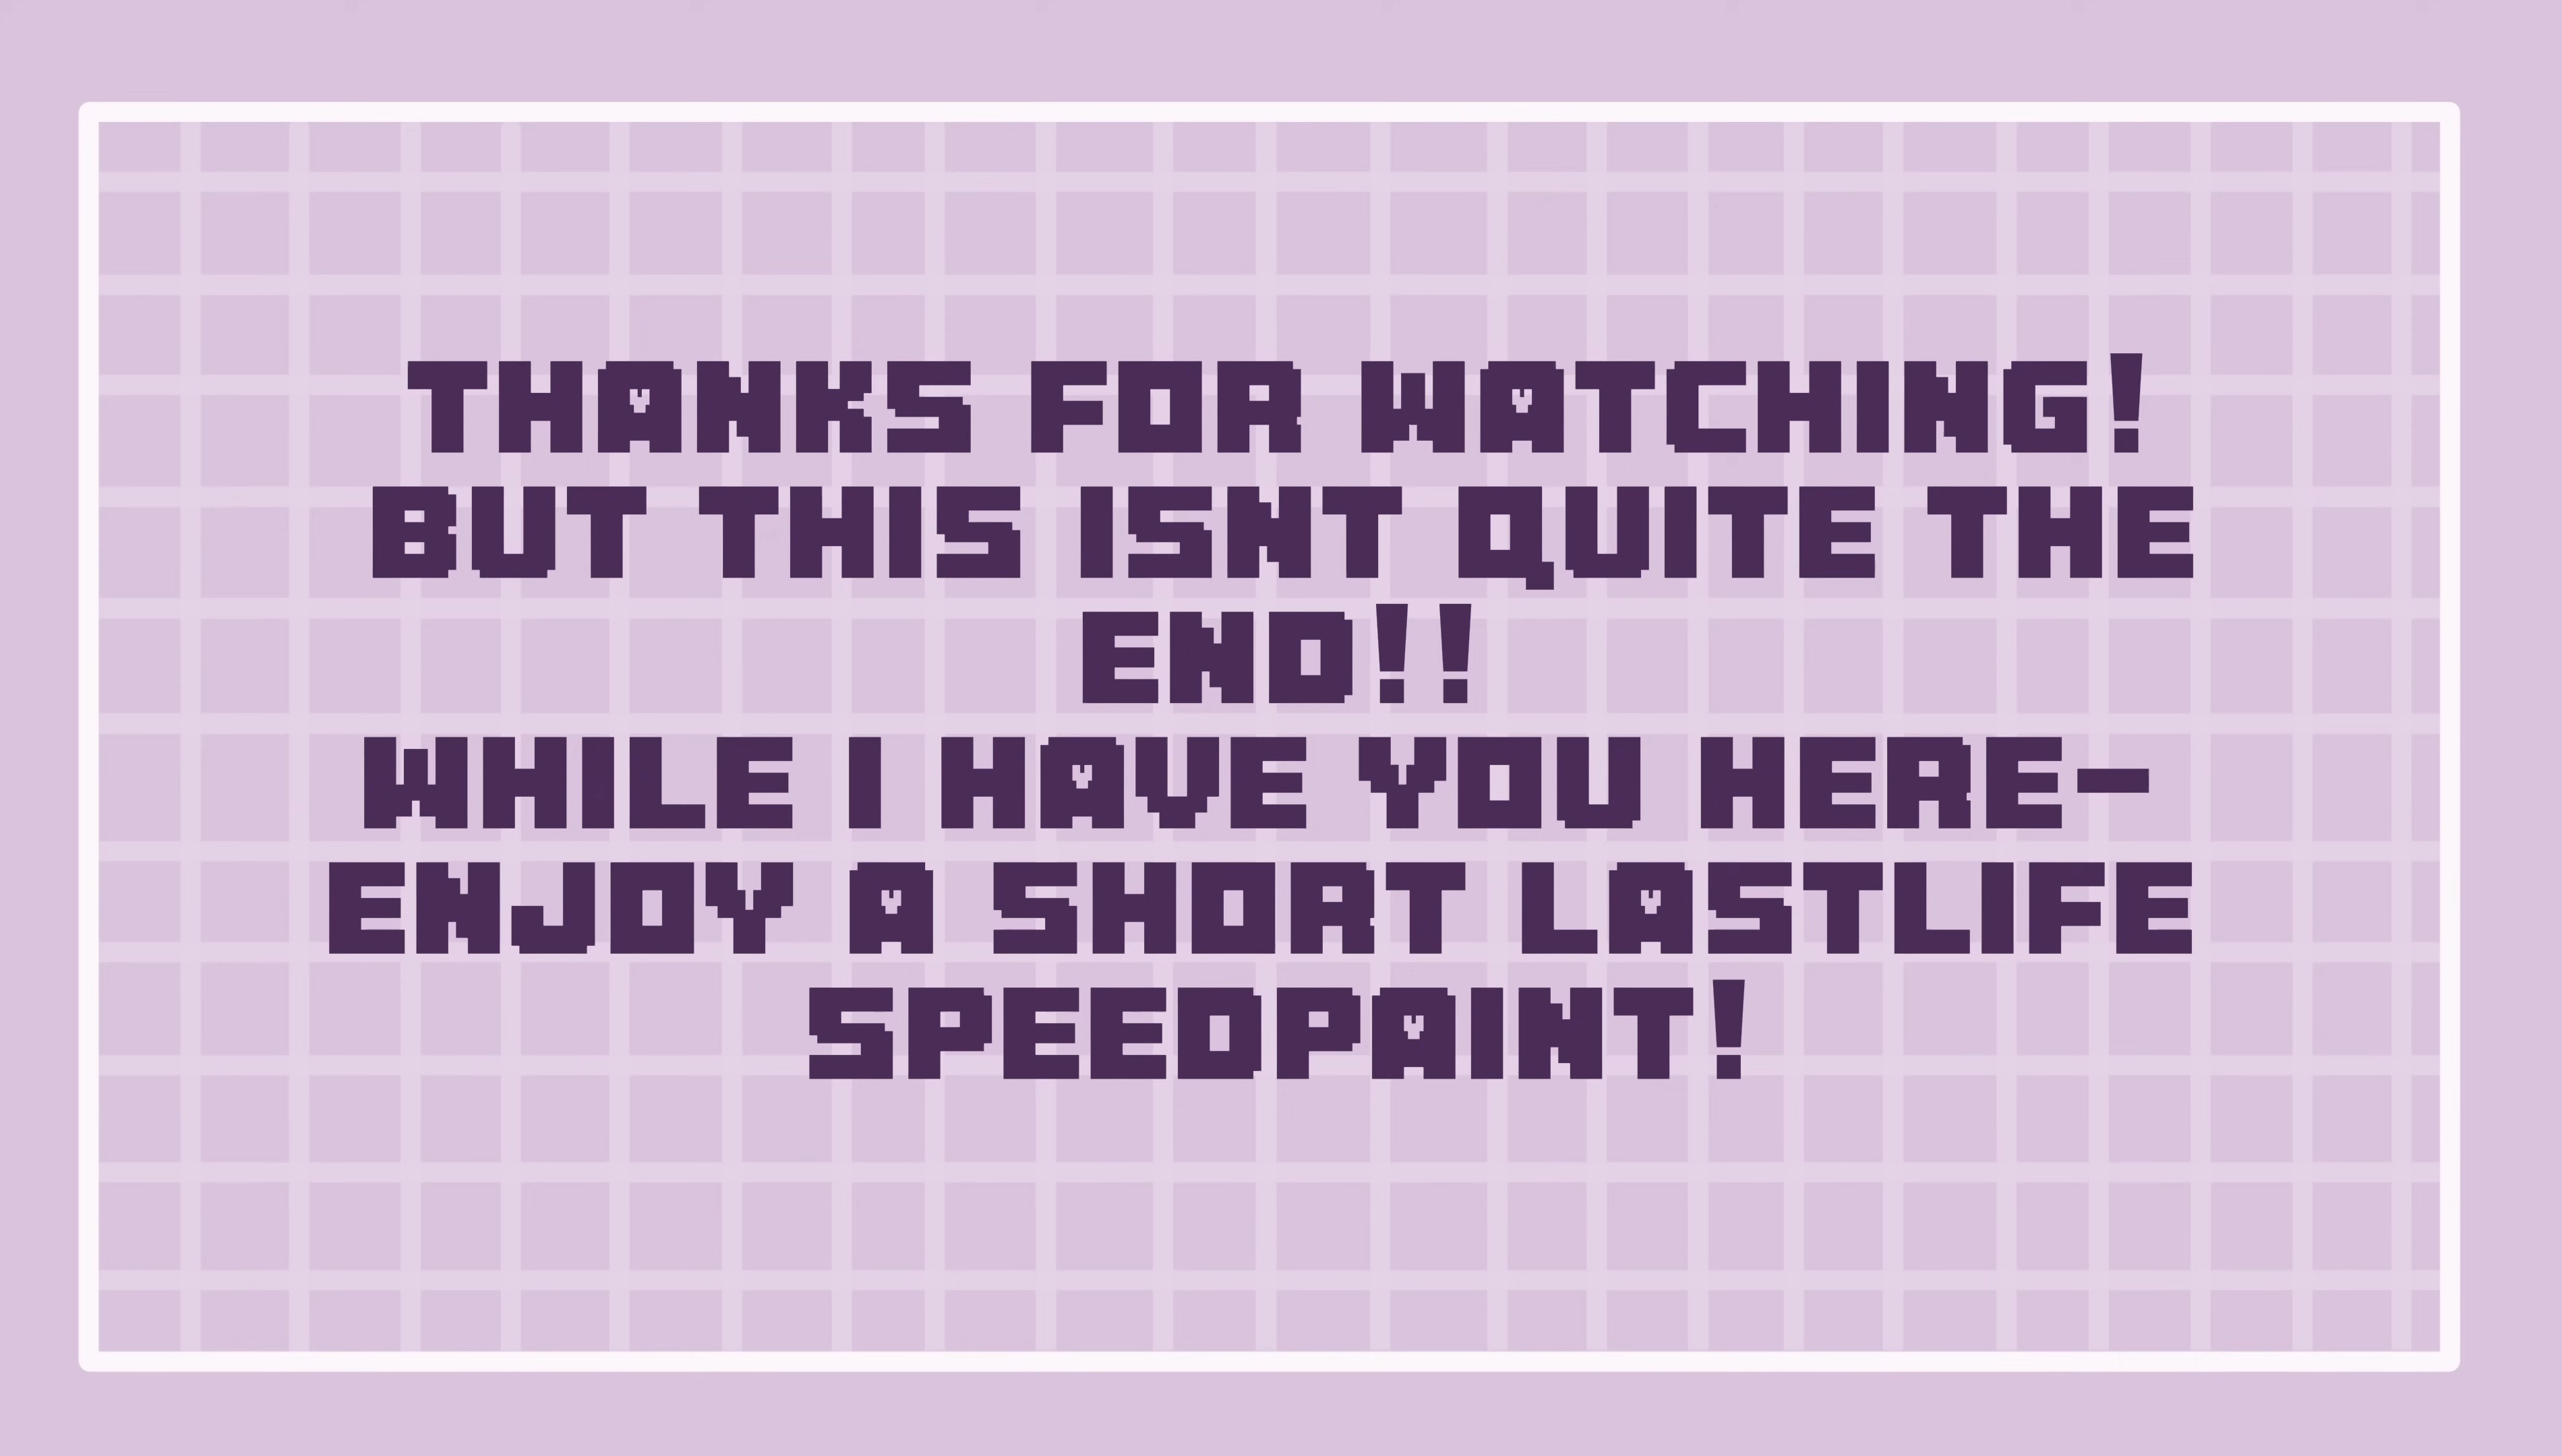 THANKS FOR WATCHING!
BUT THIS ISNT QUITE THE
END!!
WHILE I HAVE YOU HERE-
ENJOY A SHORT LASTLIFE
SPEEDPAINT!